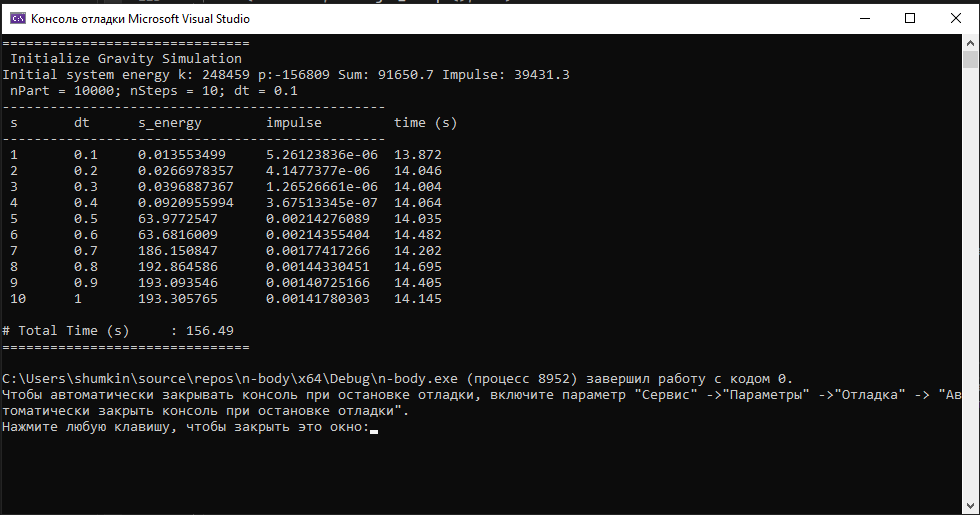 Консоль отладки Microsoft Visual Studio
===============================
Initialize Gravity Simulation
Initial system energy k: 248459 p:-156809 Sum: 91650.7 Impulse: 39431.3
nPart = 10000; nSteps = 10; dt = 0.1
------------------------------------------------
s dt s_energy impulse time (s)
------------------------------------------------
1 0.1 0.013553499 5.26123836e-06 13.872
2 0.2 0.0266978357 4.1477377e-06 14.046
3 0.3 0.0396887367 1.26526661e-06 14.004
4 0.4 0.0920955994 3.67513345e-07 14.064
5 0.5 63.9772547 0.00214276089 14.035
6 0.6 63.6816009 0.00214355404 14.482
7 0.7 186.150847 0.00177417266 14.202
8 0.8 192.864586 0.00144330451 14.695
9 0.9 193.093546 0.00140725166 14.405
10 1 193.305765 0.00141780303 14.145
# Total Time (s) : 156.49
===============================
C:\Users\shumkin\source\repos\n-body\x64\Debug\n-body.exe (процесс 8952) завершил работу с кодом 0.
Чтобы автоматически закрывать консоль при остановке отладки, включите параметр "Сервис" ->"Параметры" ->"Отладка" -> "Ав
томатически закрыть консоль при остановке отладки".
Нажмите любую клавишу, чтобы закрыть это окно: